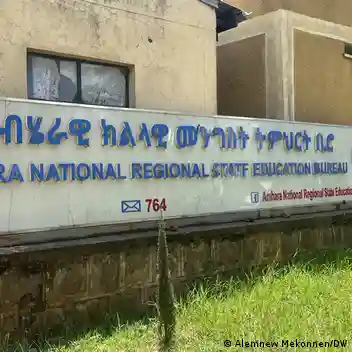 ብሄራዊ ክልላዊ መንግስት ትምህርት ቢሮ
RA NATIONAL REGIONAL STATE EDUCATION BUREAU
764
Amhara National Regional State Educatio
© Alemnew Mekonnen/DW